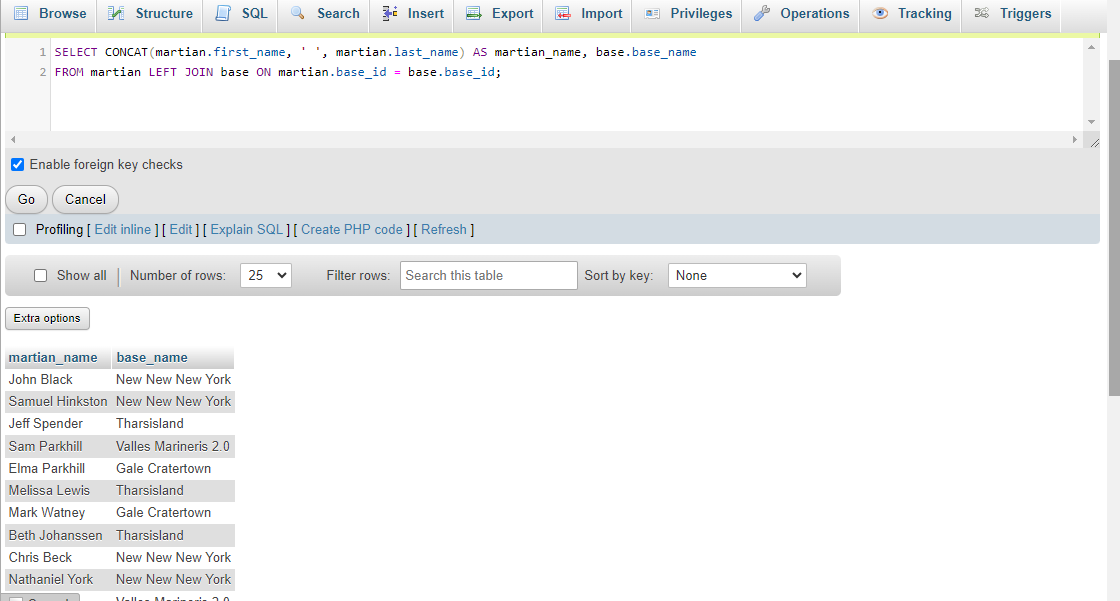 Browse Structure SQL Search Insert Export Import Privileges Operations Tracking Triggers
1 SELECT CONCAT(martian.first_name, ' ', martian.last_name) AS martian_name, base.base_name
2 FROM martian LEFT JOIN base ON martian.base_id = base.base_id;
Enable foreign key checks
Go Cancel
Profiling [ Edit inline ] [ Edit ] [ Explain SQL ] [ Create PHP code ] [ Refresh ]
Show all Number of rows: 25 Filter rows: Search this table Sort by key: None
Extra options
martian_name base_name
John Black New New New York
Samuel Hinkston New New New York
Jeff Spender Tharsisland
Sam Parkhill Valles Marineris 2.0
Elma Parkhill Gale Cratertown
Melissa Lewis Tharsisland
Mark Watney Gale Cratertown
Beth Johanssen Tharsisland
Chris Beck New New New York
Nathaniel York New New New York
Valles Marineris 2.0